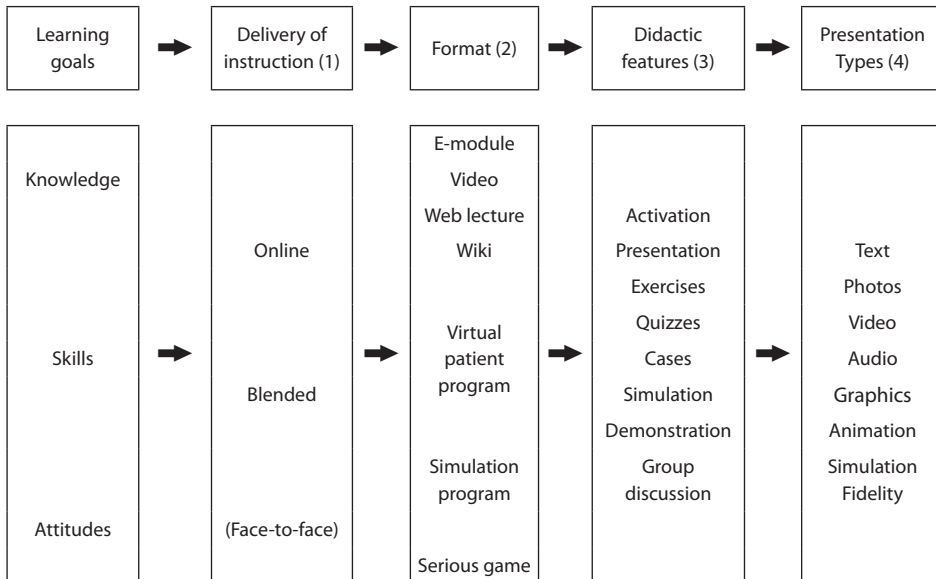 Learning
goals
Delivery of
instruction (1)
Format (2)
Didactic
features (3)
Presentation
Types (4)
Knowledge
Skills
Attitudes
Online
Blended
(Face-to-face)
E-module
Video
Web lecture
Wiki
Virtual
patient
program
Simulation
program
Serious game
Activation
Presentation
Exercises
Quizzes
Cases
Simulation
Demonstration
Group
discussion
Text
Photos
Video
Audio
Graphics
Animation
Simulation
Fidelity